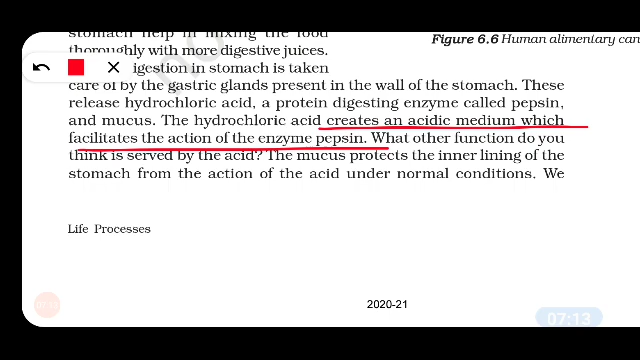 stomach help in mixing the food
Figure 6.6 Human alimentary can
thoroughly with more digestive juices.
igestion in stomach is taken
care of by the gastric glands present in the wall of the stomach. These
release hydrochloric acid, a protein digesting enzyme called pepsin,
and mucus. The hydrochloric acid creates an acidic medium which
facilitates the action of the enzyme pepsin. What other function do you
think is served by the acid? The mucus protects the inner lining of the
stomach from the action of the acid under normal conditions. We
Life Processes
2020-21
07:13